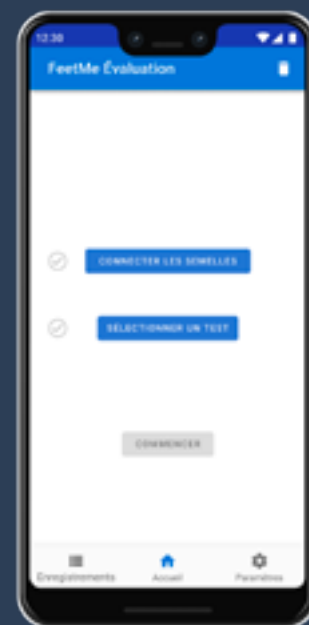 12:30
FeetMe Évaluation
CONNECTER LES SEMELLES
SÉLECTIONNER UN TEST
COMMENCER
Enregistrements Accueil Paramètres